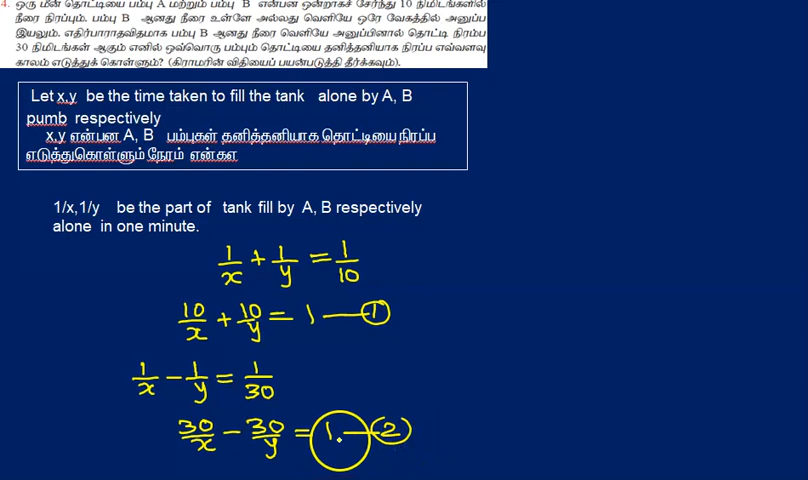 4. ஒரு மீன் தொட்டியை பம்பு A மற்றும் பம்பு B என்பன ஒன்றாகச் சேர்ந்து 10 நிமிடங்களில்
நீரை நிரப்பும். பம்பு B ஆனது நீரை உள்ளே அல்லது வெளியே ஒரே வேகத்தில் அனுப்ப
இயலும். எதிர்பாராதவிதமாக பம்பு B ஆனது நீரை வெளியே அனுப்பினால் தொட்டி நிரம்ப
30 நிமிடங்கள் ஆகும் எனில் ஒவ்வொரு பம்பும் தொட்டியை தனித்தனியாக நிரப்ப எவ்வளவு
காலம் எடுத்துக் கொள்ளும்? (கிராமரின் விதியைப் பயன்படுத்தி தீர்க்கவும்).
Let x,y be the time taken to fill the tank alone by A, B
pumb respectively
x,y என்பன A, B பம்புகள் தனித்தனியாக தொட்டியை நிரப்ப
எடுத்துகொள்ளும் நேரம் என்க௭
1/x,1/y be the part of tank fill by A, B respectively
alone in one minute.
1/x + 1/y = 1/10
10/x + 10/y = 1 — ①
1/x − 1/y = 1/30
30/x − 30/y = 1 — ②